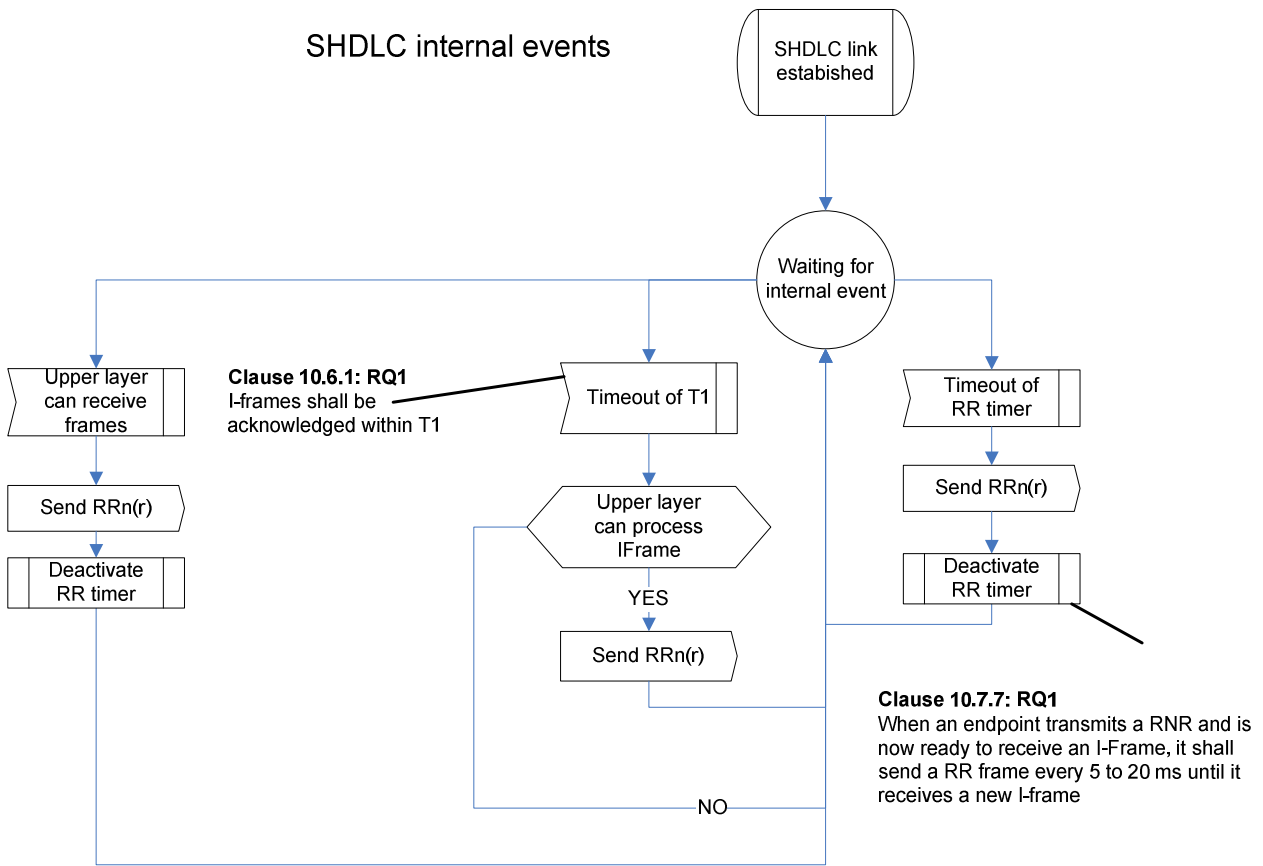 SHDLC internal events
SHDLC link
estabished
Waiting for
internal event
Upper layer
can receive
frames
Clause 10.6.1: RQ1
I-frames shall be
acknowledged within T1
Timeout of T1
Timeout of
RR timer
Send RRn(r)
Upper layer
can process
IFrame
Send RRn(r)
Deactivate
RR timer
Deactivate
RR timer
YES
Send RRn(r)
Clause 10.7.7: RQ1
When an endpoint transmits a RNR and is
now ready to receive an I-Frame, it shall
send a RR frame every 5 to 20 ms until it
receives a new I-frame
NO